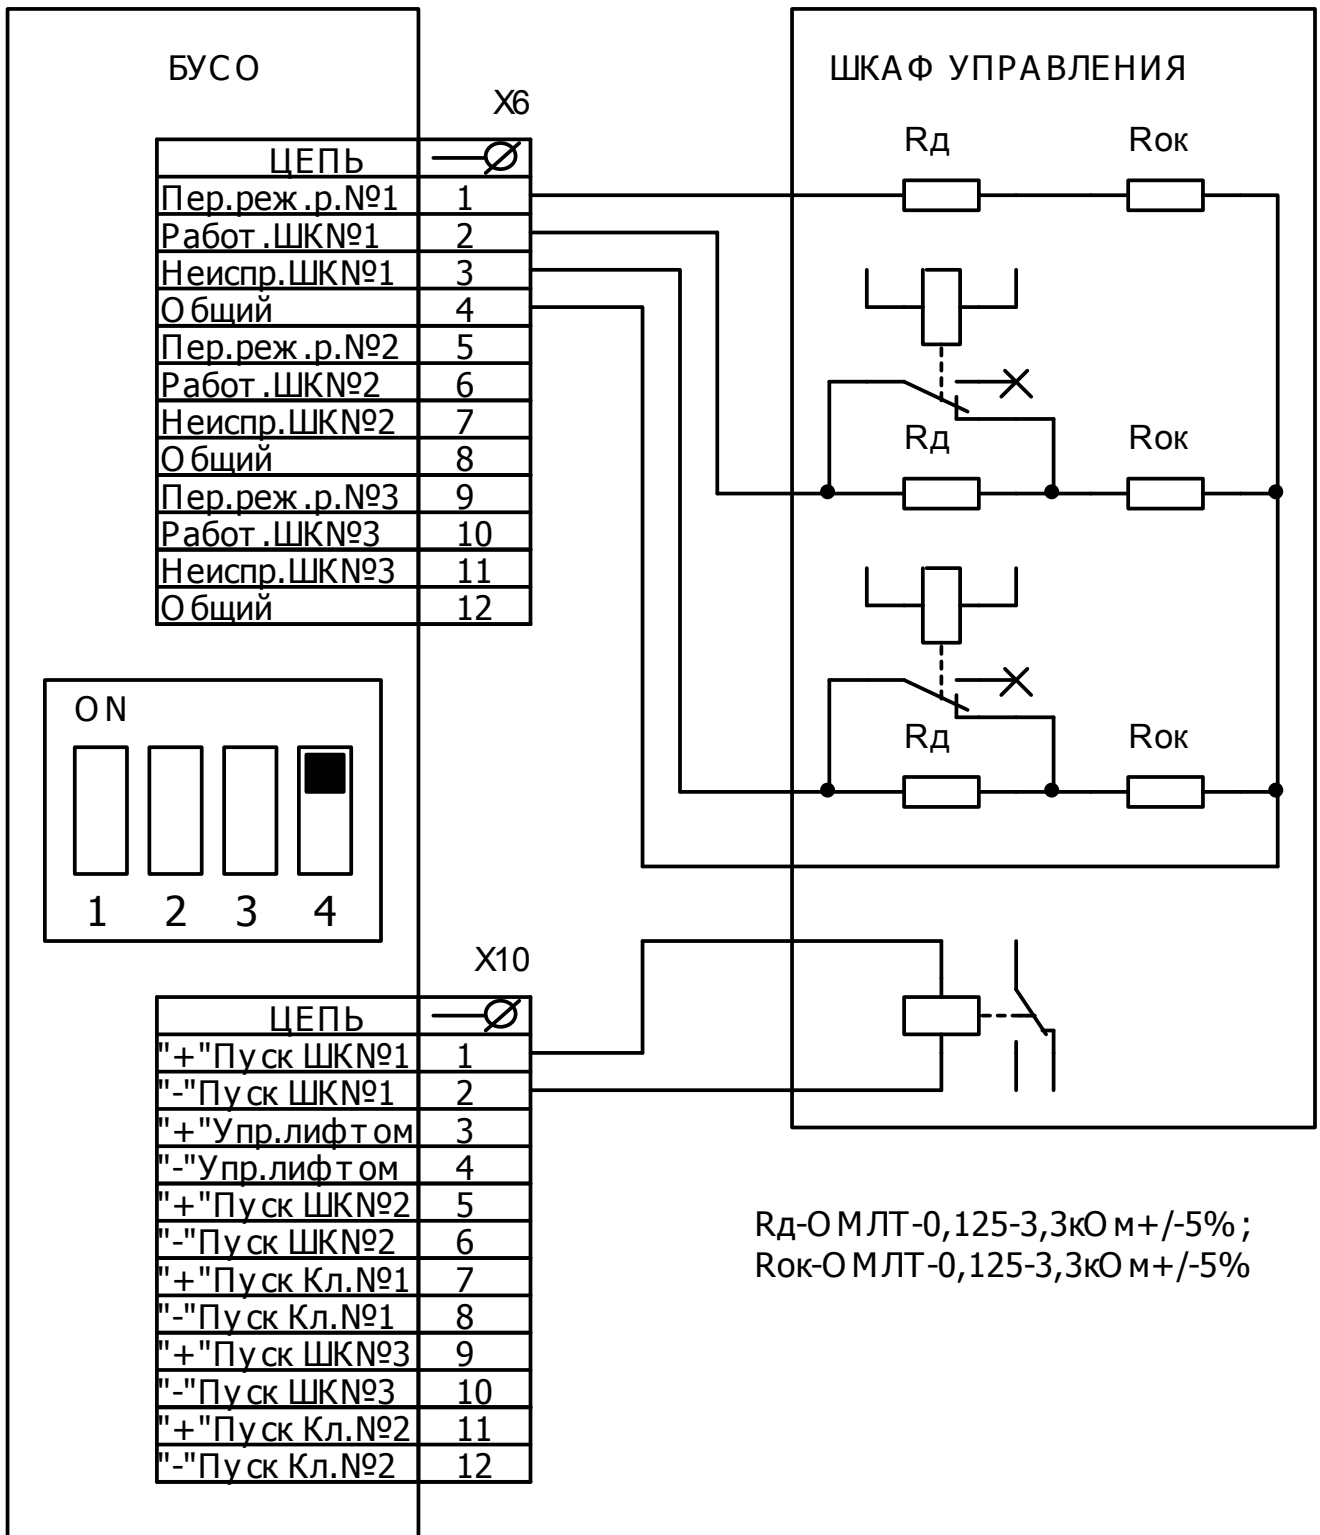 БУСО
ШКАФ УПРАВЛЕНИЯ
X6
ЦЕПЬ
Пер.реж.р.№1 1
Работ.ШК№1 2
Неиспр.ШК№1 3
Общий 4
Пер.реж.р.№2 5
Работ.ШК№2 6
Неиспр.ШК№2 7
Общий 8
Пер.реж.р.№3 9
Работ.ШК№3 10
Неиспр.ШК№3 11
Общий 12
Rд Rок
Rд Rок
Rд Rок
ON
1 2 3 4
X10
ЦЕПЬ
"+"Пуск ШК№1 1
"-"Пуск ШК№1 2
"+"Упр.лифтом 3
"-"Упр.лифтом 4
"+"Пуск ШК№2 5
"-"Пуск ШК№2 6
"+"Пуск Кл.№1 7
"-"Пуск Кл.№1 8
"+"Пуск ШК№3 9
"-"Пуск ШК№3 10
"+"Пуск Кл.№2 11
"-"Пуск Кл.№2 12
Rд-ОМЛТ-0,125-3,3кОм+/-5%;
Rок-ОМЛТ-0,125-3,3кОм+/-5%